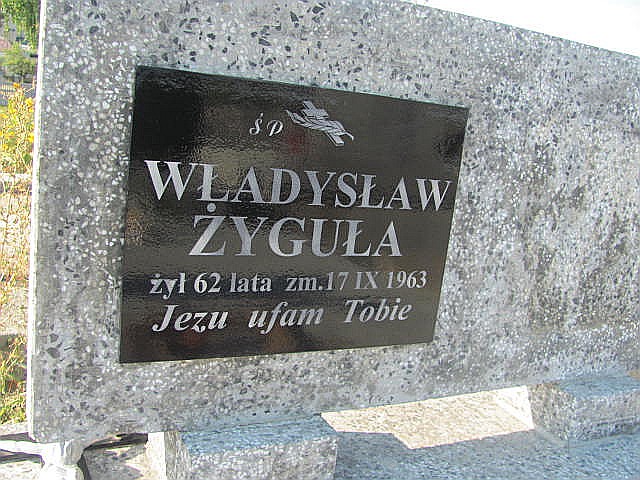 Ś P
WŁADYSŁAW
ŻYGUŁA
żył 62 lata zm.17 IX 1963
Jezu ufam Tobie